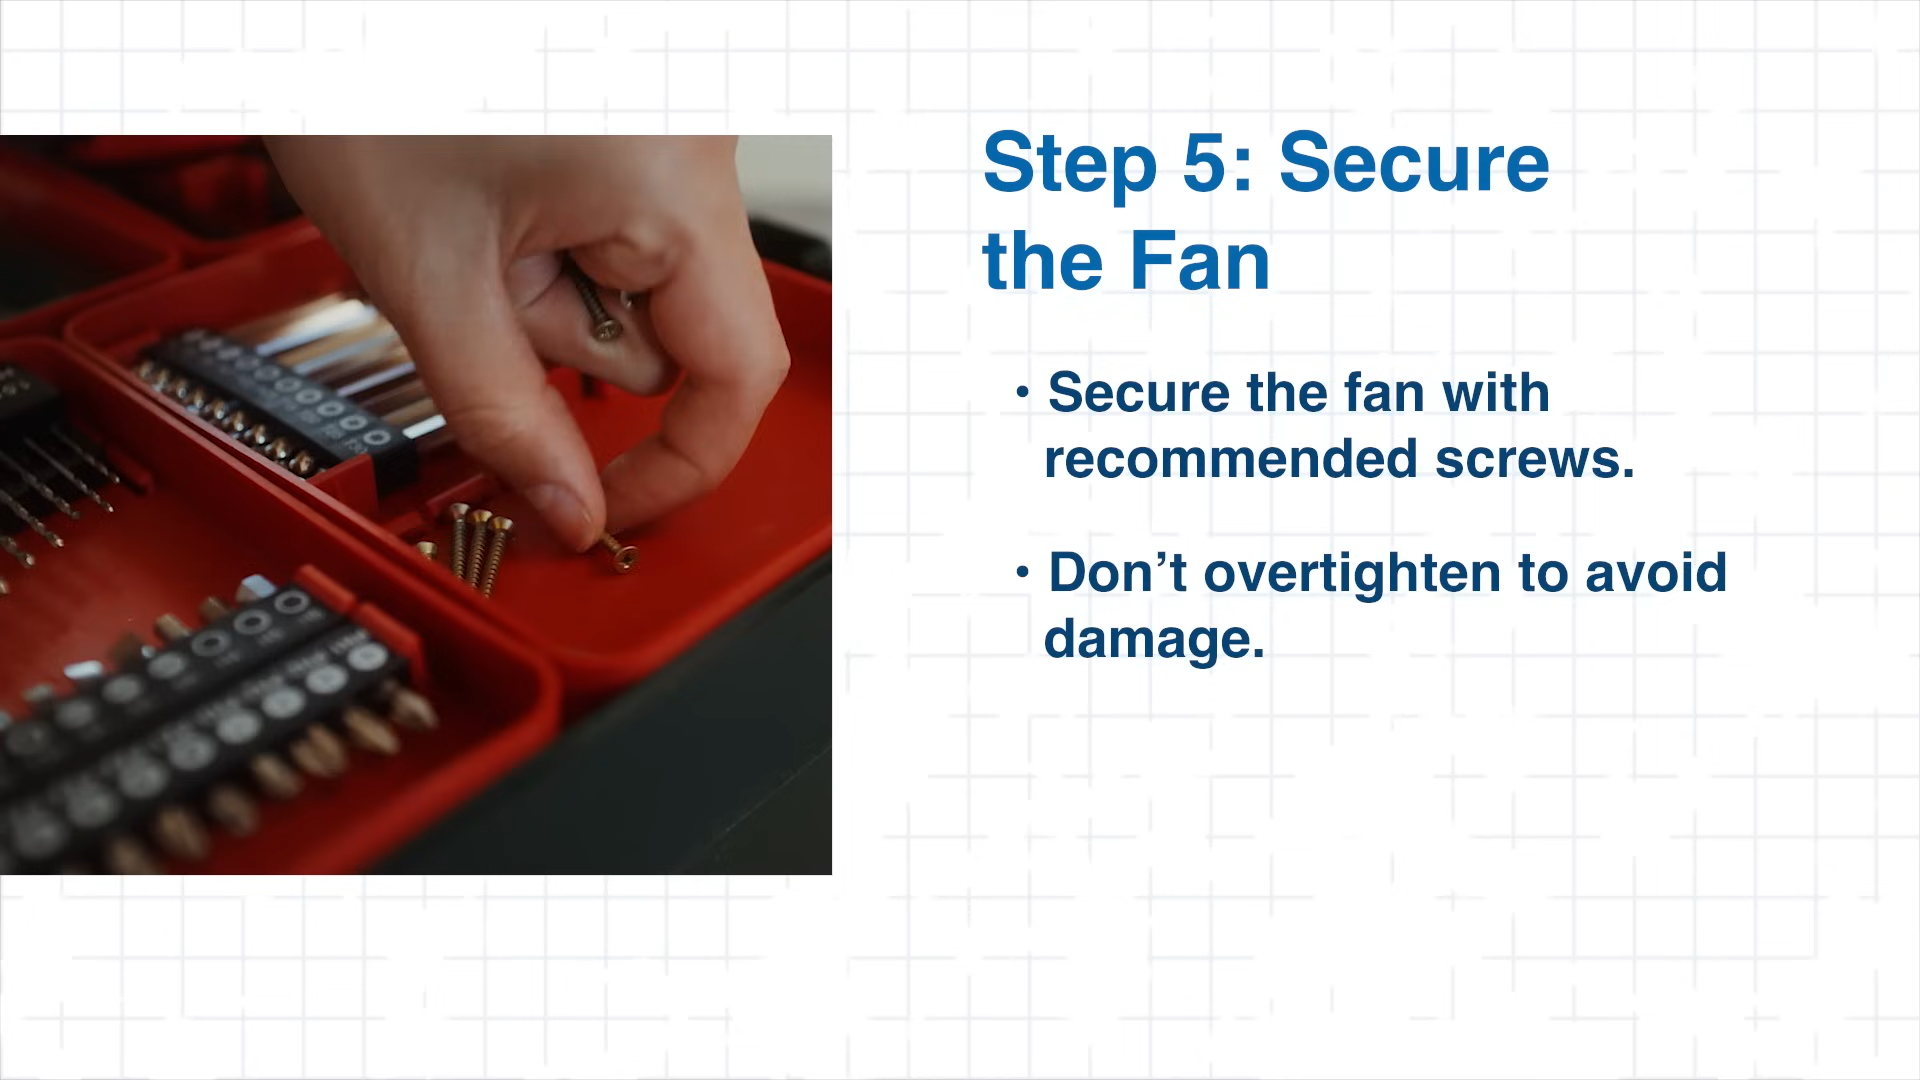 Step 5: Secure
the Fan
• Secure the fan with
recommended screws.
• Don’t overtighten to avoid
damage.